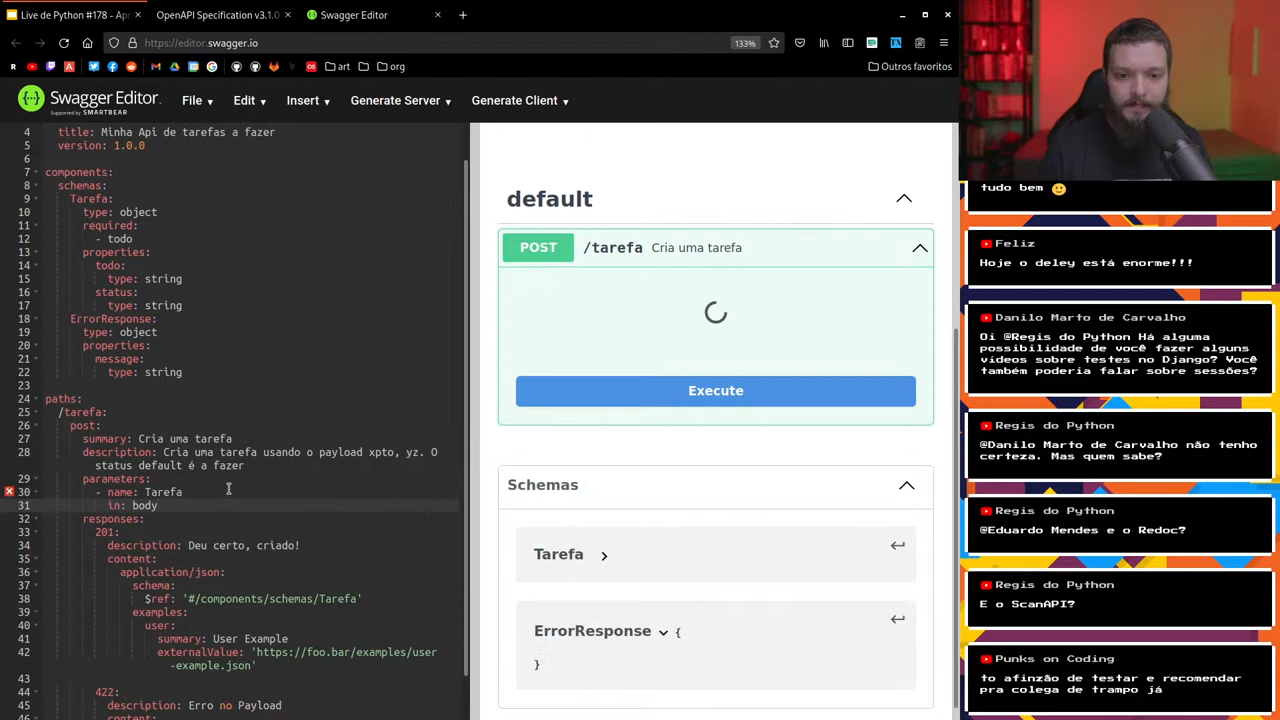 Live de Python #178 - Apr
OpenAPI Specification v3.1.0
Swagger Editor
https://editor.swagger.io
133%
art
org
Outros favoritos
Swagger Editor
Supported by SMARTBEAR
File
Edit
Insert
Generate Server
Generate Client
4 title: Minha Api de tarefas a fazer
5 version: 1.0.0
6
7 components:
8 schemas:
9 Tarefa:
10 type: object
11 required:
12 - todo
13 properties:
14 todo:
15 type: string
16 status:
17 type: string
18 ErrorResponse:
19 type: object
20 properties:
21 message:
22 type: string
23
24 paths:
25 /tarefa:
26 post:
27 summary: Cria uma tarefa
28 description: Cria uma tarefa usando o payload xpto, yz. O
status default é a fazer
29 parameters:
30 - name: Tarefa
31 in: body
32 responses:
33 201:
34 description: Deu certo, criado!
35 content:
36 application/json:
37 schema:
38 $ref: '#/components/schemas/Tarefa'
39 examples:
40 user:
41 summary: User Example
42 externalValue: 'https://foo.bar/examples/user
-example.json'
43
44 422:
45 description: Erro no Payload
46 content:
default
POST /tarefa Cria uma tarefa
Execute
Schemas
Tarefa
ErrorResponse {
}
tudo bem
Feliz
Hoje o deley está enorme!!!
Danilo Marto de Carvalho
Oi @Regis do Python Há alguma
possibilidade de você fazer alguns
vídeos sobre testes no Django? Você
também poderia falar sobre sessões?
Regis do Python
@Danilo Marto de Carvalho não tenho
certeza. Mas quem sabe?
Regis do Python
@Eduardo Mendes e o Redoc?
Regis do Python
E o ScanAPI?
Punks on Coding
to afinzão de testar e recomendar
pra colega de trampo já